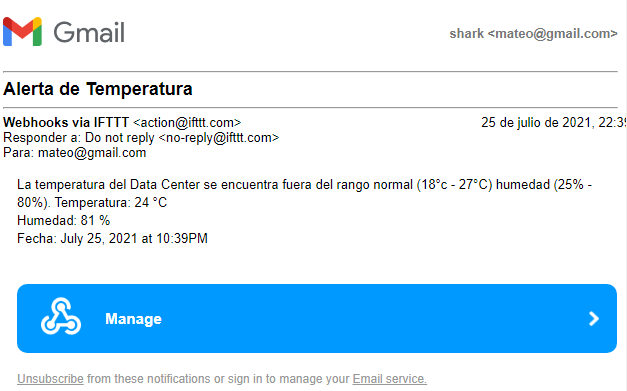 Gmail
shark <mateo@gmail.com>
Alerta de Temperatura
Webhooks via IFTTT <action@ifttt.com>
25 de julio de 2021, 22:39
Responder a: Do not reply <no-reply@ifttt.com>
Para: mateo@gmail.com
La temperatura del Data Center se encuentra fuera del rango normal (18°c - 27°C) humedad (25% -
80%). Temperatura: 24 °C
Humedad: 81 %
Fecha: July 25, 2021 at 10:39PM
Manage
Unsubscribe from these notifications or sign in to manage your Email service.